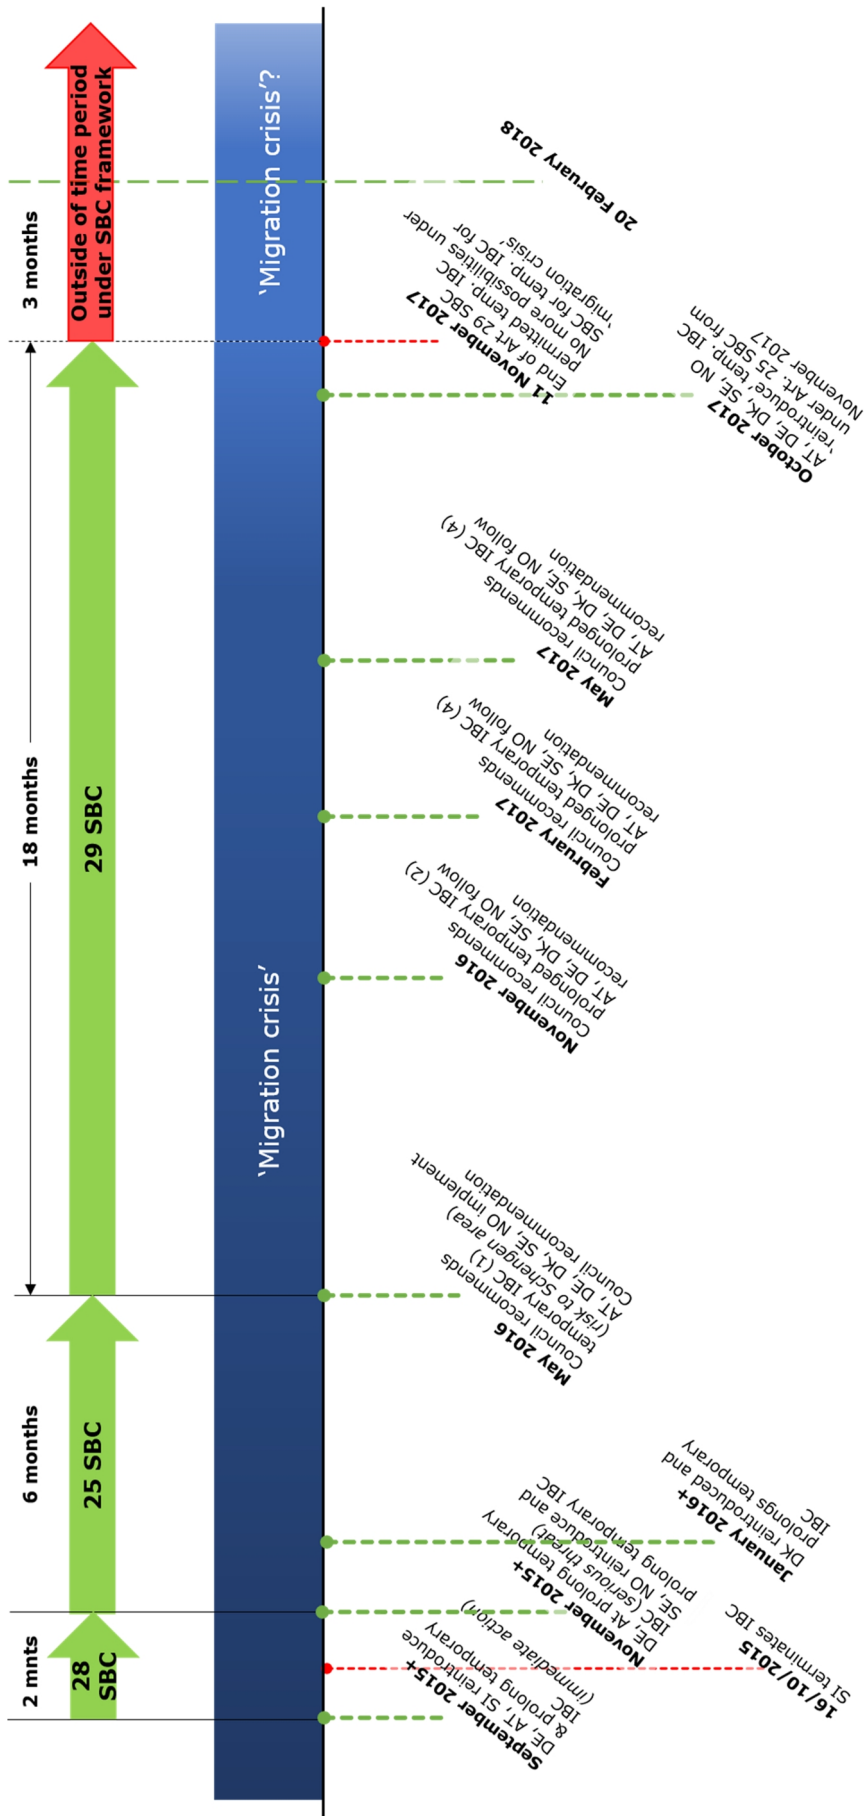 2 mnts
6 months
18 months
3 months
28
SBC
25 SBC
29 SBC
Outside of time period
under SBC framework
‘Migration crisis’
‘Migration crisis’?
September 2015+
DE, AT, SI reintroduce
& prolong temporary
IBC
(immediate action)
16/10/2015
SI terminates IBC
November 2015+
DE, At prolong temporary
IBC (serious threat)
SE, NO reintroduce and
prolong temporary IBC
January 2016+
DK reintroduced and
prolongs temporary
IBC
May 2016
Council recommends
temporary IBC (1)
(risk to Schengen area)
AT, DE, DK, SE, NO implement
Council recommendation
November 2016
Council recommends
prolonged temporary IBC (2)
AT, DE, DK, SE, NO follow
recommendation
February 2017
Council recommends
prolonged temporary IBC (4)
AT, DE, DK, SE, NO follow
recommendation
May 2017
Council recommends
prolonged temporary IBC (4)
AT, DE, DK, SE, NO follow
recommendation
October 2017
AT, DE, DK, SE, NO
‘reintroduce’ temp. IBC
under Art. 25 SBC from
November 2017
11 November 2017
End of Art 29 SBC
permitted temp. IBC
No more possibilities under
SBC for temp. IBC for
‘migration crisis’
20 February 2018